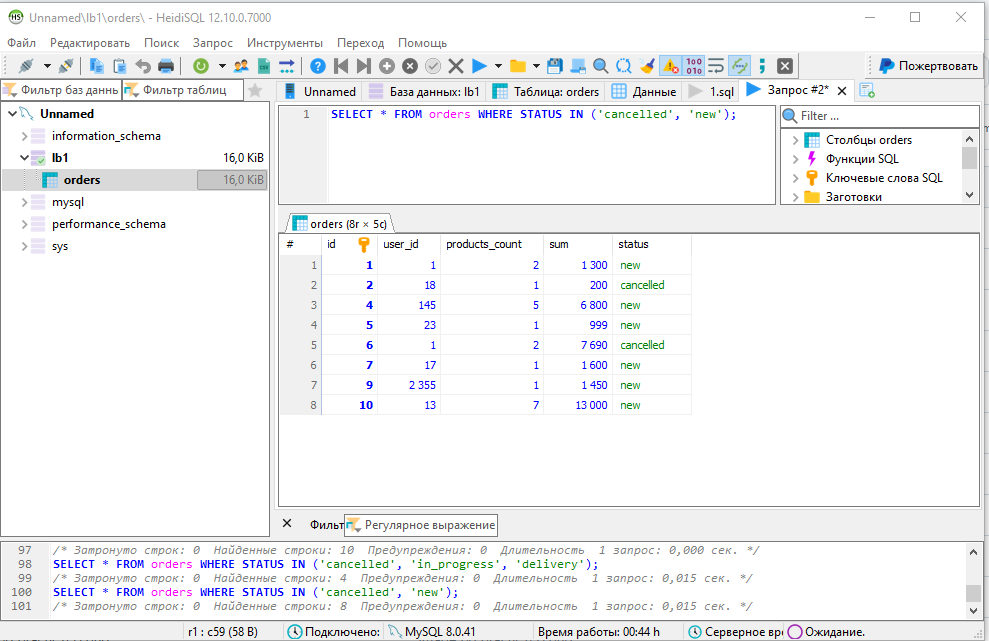 Unnamed\lb1\orders\ - HeidiSQL 12.10.0.7000
Файл Редактировать Поиск Запрос Инструменты Переход Помощь
Пожертвовать
Фильтр баз даннь Фильтр таблиц
Unnamed База данных: lb1 Таблица: orders Данные 1.sql Запрос #2*
Unnamed
information_schema
lb1 16,0 KiB
orders 16,0 KiB
mysql
performance_schema
sys
1 SELECT * FROM orders WHERE STATUS IN ('cancelled', 'new');
Filter ...
Столбцы orders
Функции SQL
Ключевые слова SQL
Заготовки
orders (8r × 5c)
# id user_id products_count sum status
1 1 1 2 1 300 new
2 2 18 1 200 cancelled
3 4 145 5 6 800 new
4 5 23 1 999 new
5 6 1 2 7 690 cancelled
6 7 17 1 1 600 new
7 9 2 355 1 1 450 new
8 10 13 7 13 000 new
Фильт Регулярное выражение
97 /* Затронуто строк: 0 Найденные строки: 10 Предупреждения: 0 Длительность 1 запрос: 0,000 сек. */
98 SELECT * FROM orders WHERE STATUS IN ('cancelled', 'in_progress', 'delivery');
99 /* Затронуто строк: 0 Найденные строки: 4 Предупреждения: 0 Длительность 1 запрос: 0,015 сек. */
100 SELECT * FROM orders WHERE STATUS IN ('cancelled', 'new');
101 /* Затронуто строк: 0 Найденные строки: 8 Предупреждения: 0 Длительность 1 запрос: 0,015 сек. */
r1 : c59 (58 B) Подключено: MySQL 8.0.41 Время работы: 00:44 h Серверное вре Ожидание.